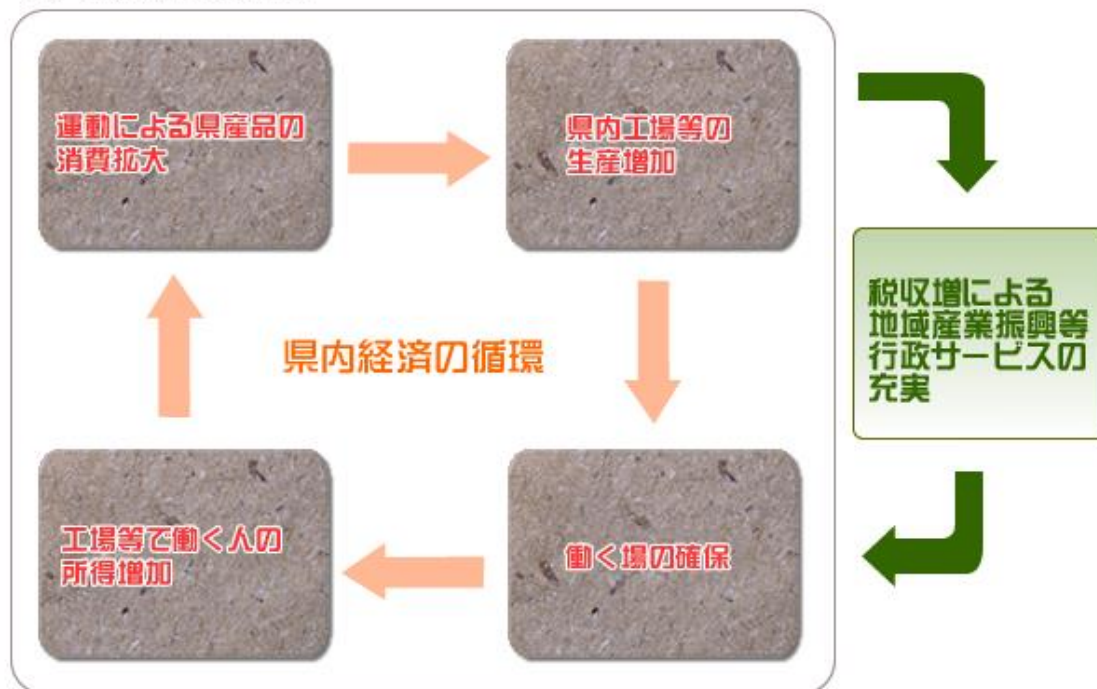 運動による県産品の
消費拡大
県内工場等の
生産増加
税収増による
地域産業振興等
行政サービスの
充実
県内経済の循環
工場等で働く人の
所得増加
働く場の確保